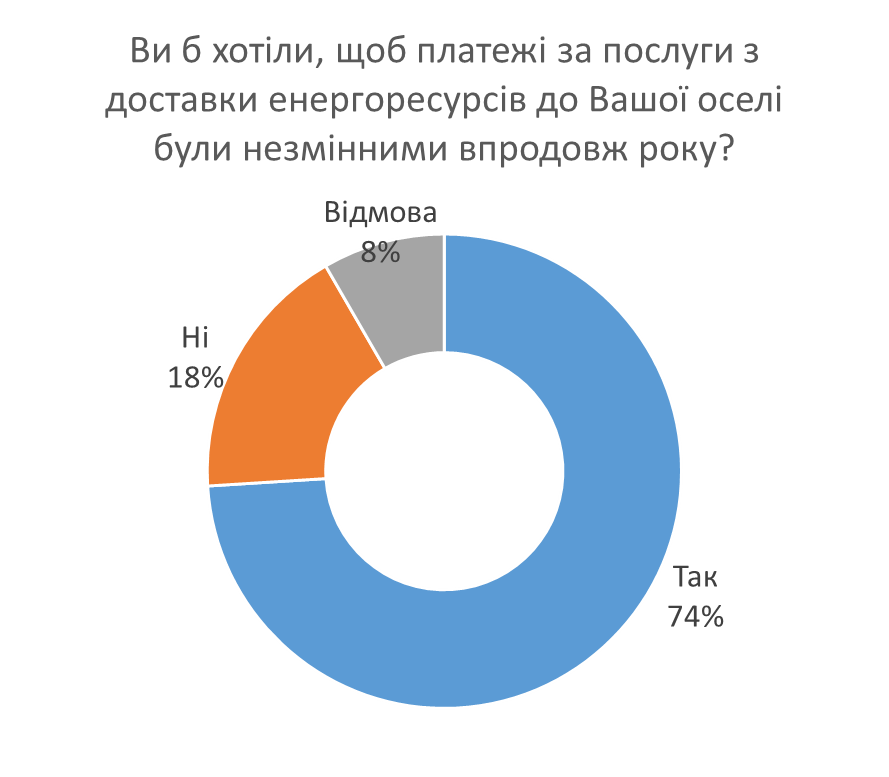 Ви б хотіли, щоб платежі за послуги з
доставки енергоресурсів до Вашої оселі
були незмінними впродовж року?
Відмова
8%
Ні
18%
Так
74%